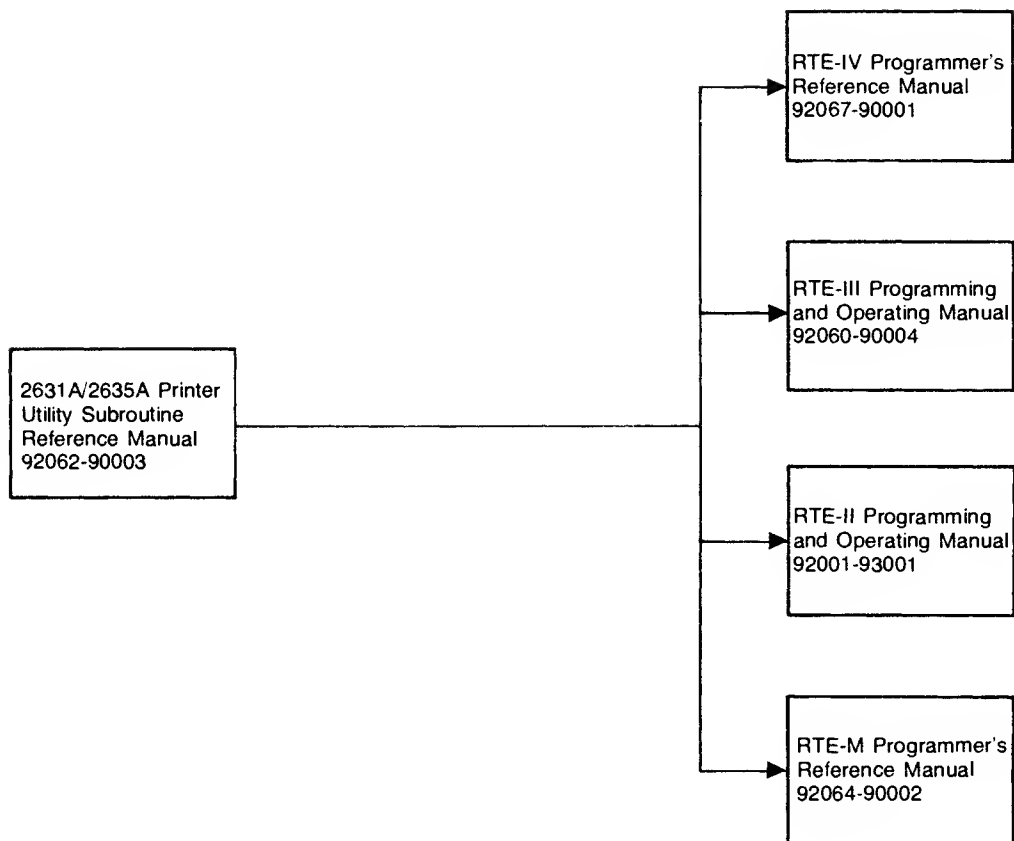 RTE-IV Programmer's
Reference Manual
92067-90001
RTE-III Programming
and Operating Manual
92060-90004
2631A/2635A Printer
Utility Subroutine
Reference Manual
92062-90003
RTE-II Programming
and Operating Manual
92001-93001
RTE-M Programmer's
Reference Manual
92064-90002